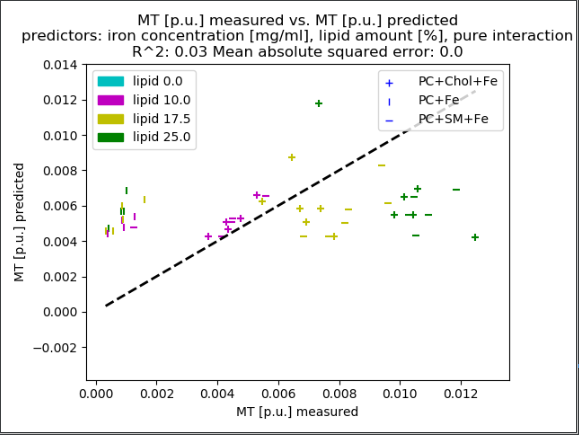 MT [p.u.] measured vs. MT [p.u.] predicted
predictors: iron concentration [mg/ml], lipid amount [%], pure interaction
R^2: 0.03 Mean absolute squared error: 0.0
0.014
0.012
0.010
0.008
0.006
0.004
0.002
0.000
−0.002
MT [p.u.] predicted
lipid 0.0
lipid 10.0
lipid 17.5
lipid 25.0
PC+Chol+Fe
PC+Fe
PC+SM+Fe
0.000 0.002 0.004 0.006 0.008 0.010 0.012
MT [p.u.] measured